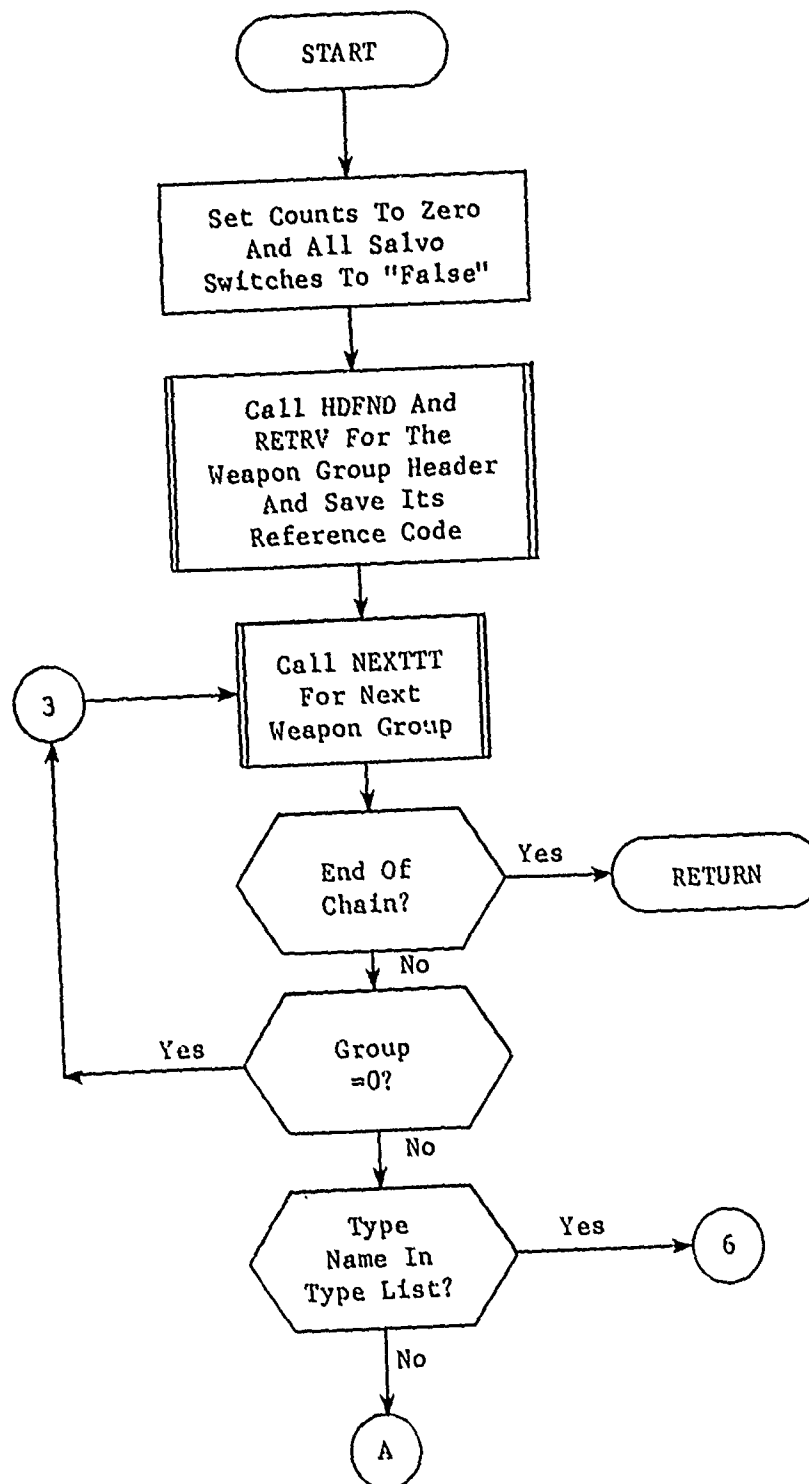 START
Set Counts To Zero
And All Salvo
Switches To "False"
Call HDFND And
RETRV For The
Weapon Group Header
And Save Its
Reference Code
Call NEXTTT
For Next
Weapon Group
3
End Of
Chain?
Yes
RETURN
No
Group
=0?
Yes
No
Type
Name In
Type List?
Yes
6
No
A